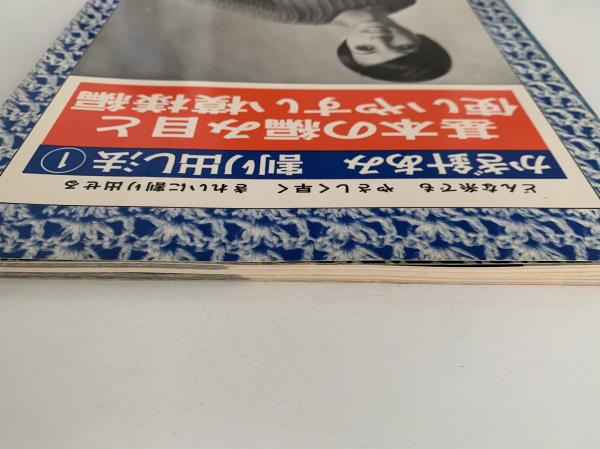 どんな糸でも やさしく早く きれいに割り出せる
かぎ針あみ 割り出し法①
基本の編み目と
使いやすい模様編